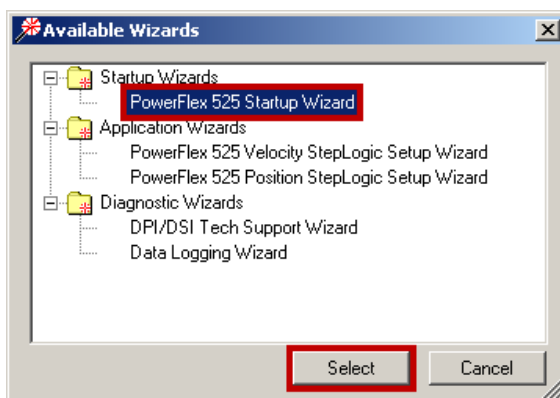 Available Wizards
Startup Wizards
PowerFlex 525 Startup Wizard
Application Wizards
PowerFlex 525 Velocity StepLogic Setup Wizard
PowerFlex 525 Position StepLogic Setup Wizard
Diagnostic Wizards
DPI/DSI Tech Support Wizard
Data Logging Wizard
Select Cancel